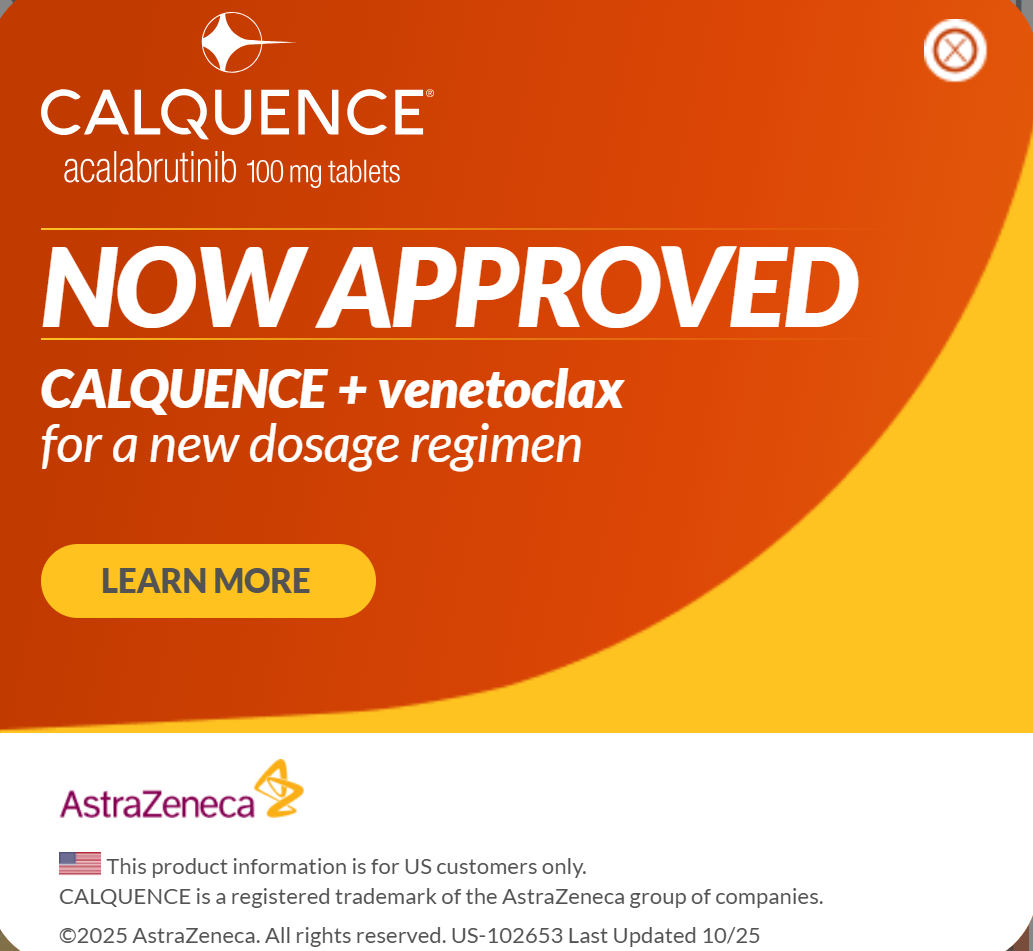 CALQUENCE®
acalabrutinib 100 mg tablets
NOW APPROVED
CALQUENCE + venetoclax
for a new dosage regimen
LEARN MORE
AstraZeneca
This product information is for US customers only.
CALQUENCE is a registered trademark of the AstraZeneca group of companies.
©2025 AstraZeneca. All rights reserved. US-102653 Last Updated 10/25